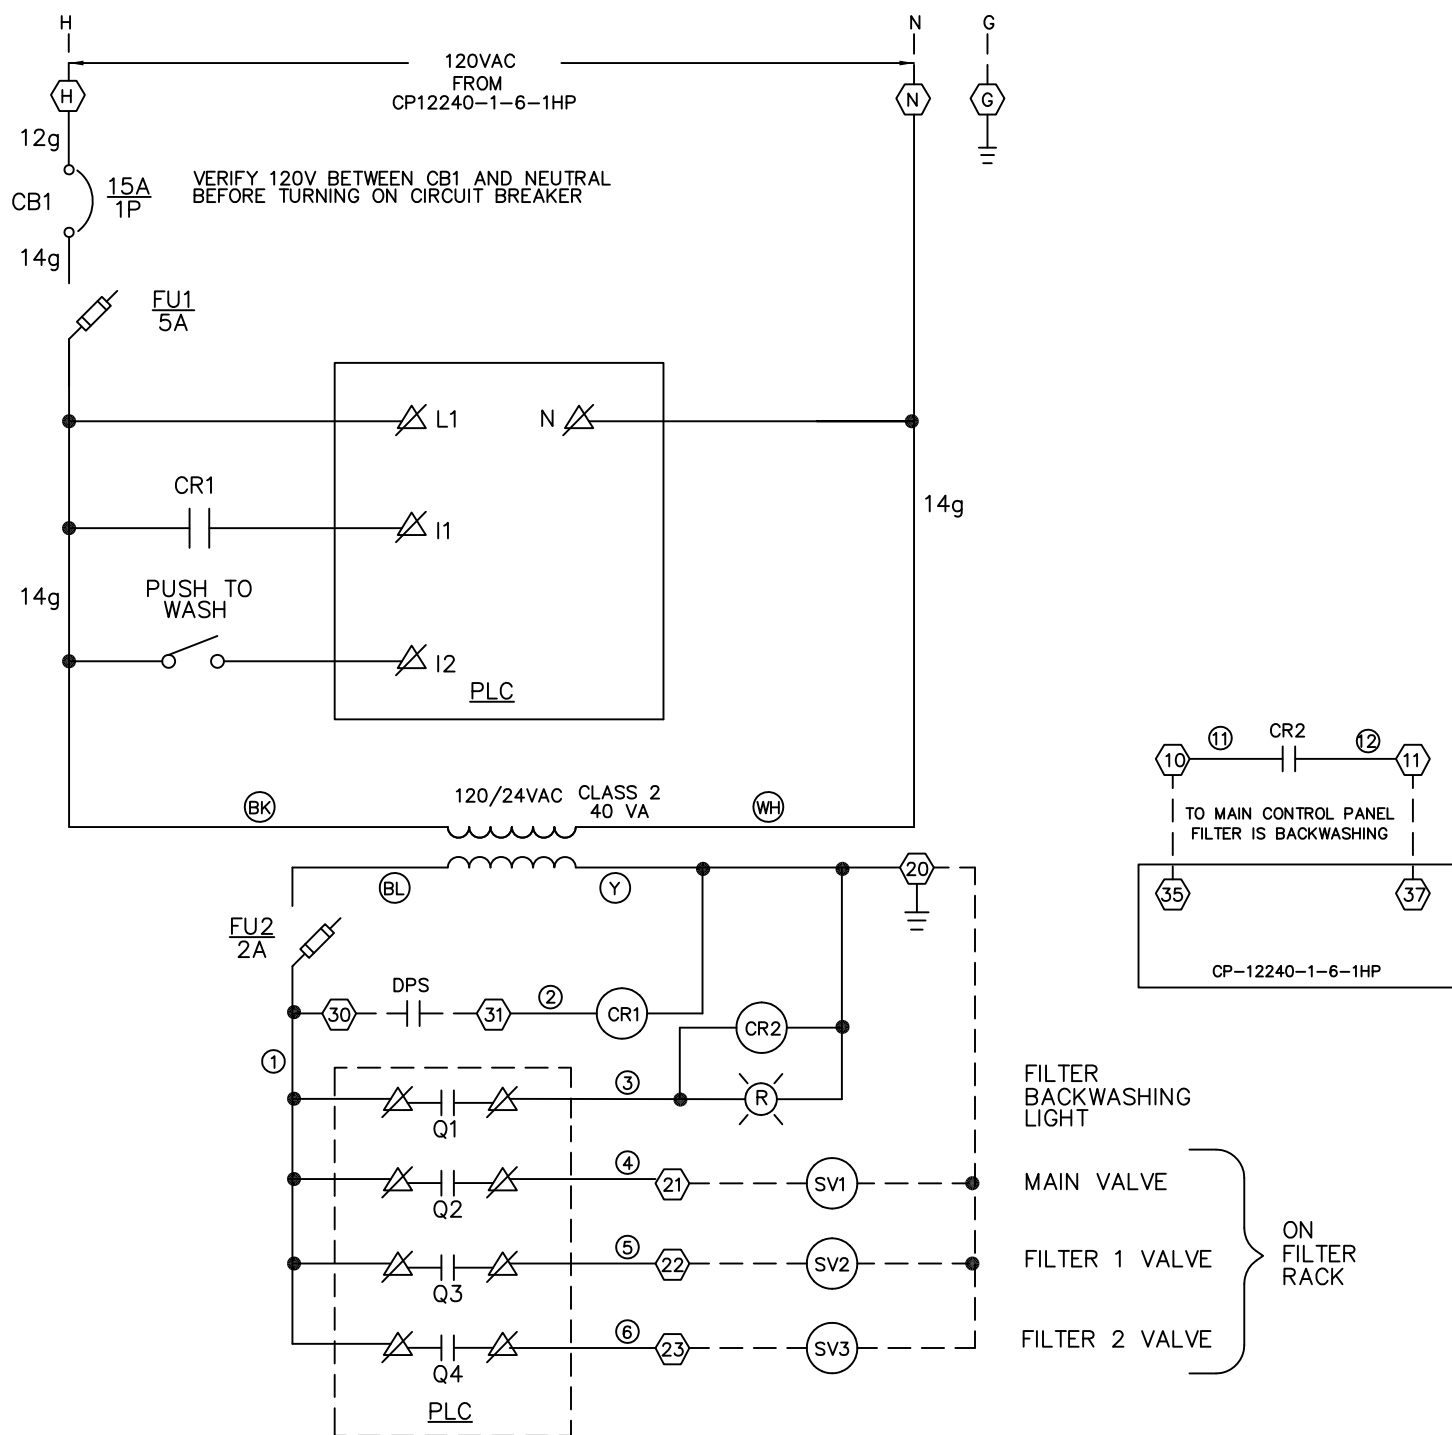 H
N
G
120VAC
FROM
CP12240-1-6-1HP
H
N
G
12g
CB1
15A
1P
VERIFY 120V BETWEEN CB1 AND NEUTRAL
BEFORE TURNING ON CIRCUIT BREAKER
14g
FU1
5A
L1
N
CR1
I1
14g
14g
PUSH TO
WASH
I2
PLC
BK
120/24VAC
CLASS 2
40 VA
WH
10
11
CR2
12
11
TO MAIN CONTROL PANEL
FILTER IS BACKWASHING
35
37
CP-12240-1-6-1HP
BL
Y
20
FU2
2A
30
DPS
31
2
CR1
CR2
1
3
Q1
R
FILTER
BACKWASHING
LIGHT
4
Q2
21
SV1
MAIN VALVE
5
Q3
22
SV2
FILTER 1 VALVE
ON
FILTER
RACK
6
Q4
23
SV3
FILTER 2 VALVE
PLC